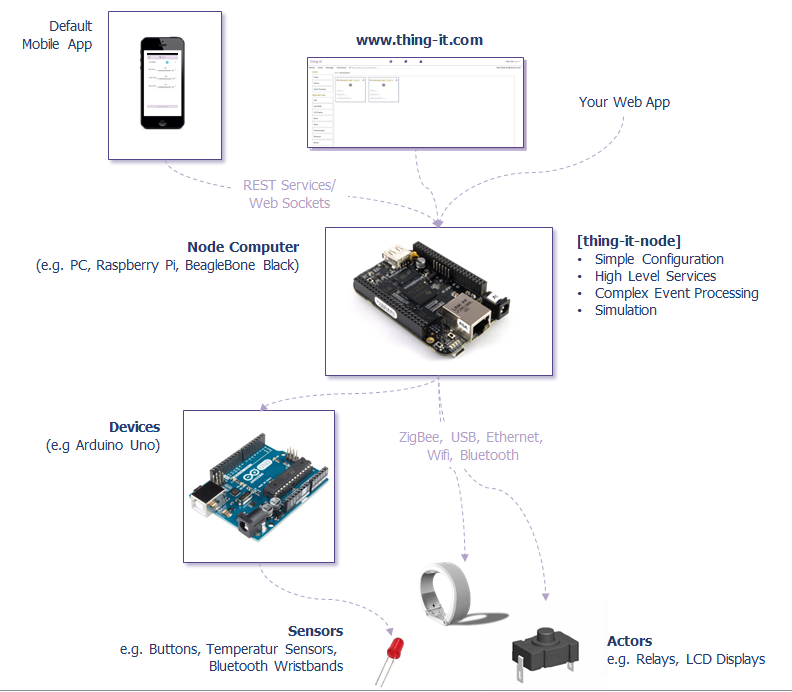 Default
Mobile App
www.thing-it.com
Your Web App
REST Services/
Web Sockets
Node Computer
(e.g. PC, Raspberry Pi, BeagleBone Black)
[thing-it-node]
• Simple Configuration
• High Level Services
• Complex Event Processing
• Simulation
Devices
(e.g Arduino Uno)
ZigBee, USB, Ethernet,
Wifi, Bluetooth
Sensors
e.g. Buttons, Temperatur Sensors,
Bluetooth Wristbands
Actors
e.g. Relays, LCD Displays